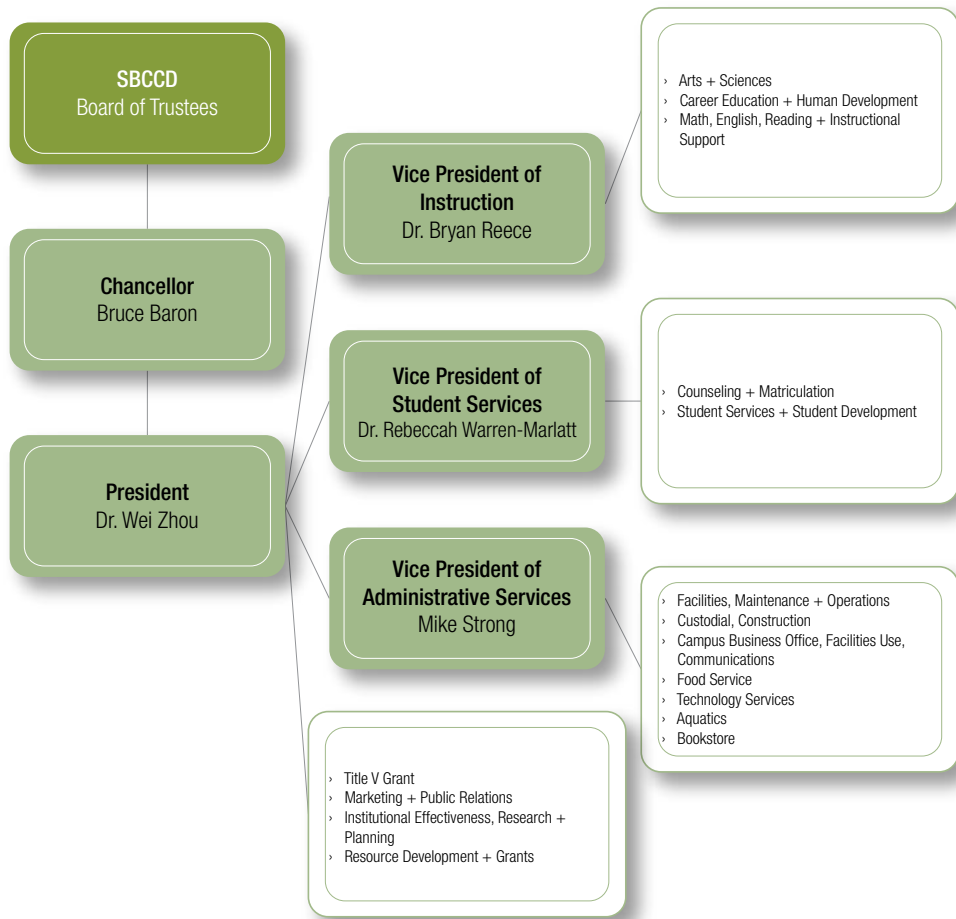 SBCCD
Board of Trustees
Chancellor
Bruce Baron
President
Dr. Wei Zhou
Vice President of
Instruction
Dr. Bryan Reece
Vice President of
Student Services
Dr. Rebeccah Warren-Marlatt
Vice President of
Administrative Services
Mike Strong
› Title V Grant
› Marketing + Public Relations
› Institutional Effectiveness, Research +
Planning
› Resource Development + Grants
› Arts + Sciences
› Career Education + Human Development
› Math, English, Reading + Instructional
Support
› Counseling + Matriculation
› Student Services + Student Development
› Facilities, Maintenance + Operations
› Custodial, Construction
› Campus Business Office, Facilities Use,
Communications
› Food Service
› Technology Services
› Aquatics
› Bookstore